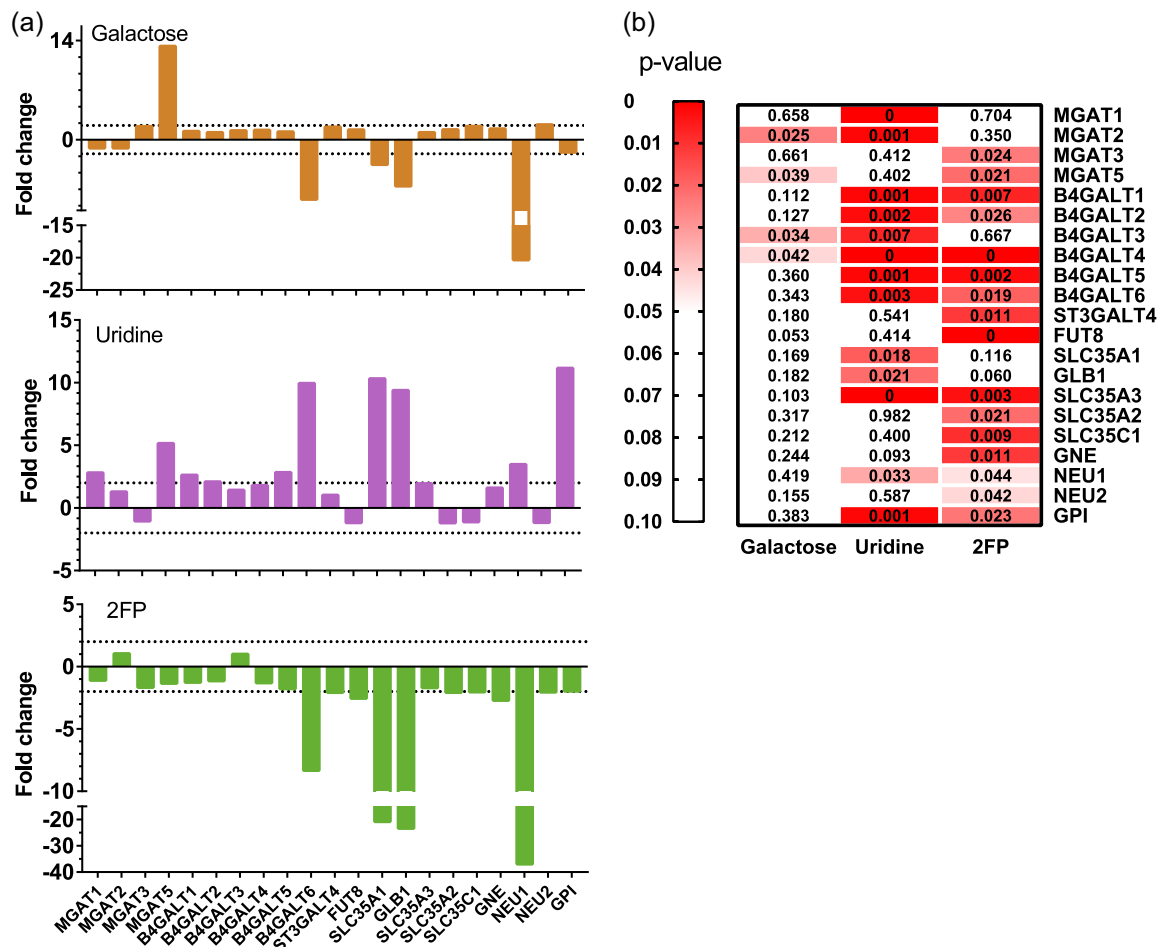 (a)
Galactose
Fold change
14
0
-15
-20
-25
Uridine
Fold change
15
10
5
0
-5
2FP
Fold change
5
0
-5
-10
-20
-30
-40
MGAT1 MGAT2 MGAT3 MGAT5 B4GALT1 B4GALT2 B4GALT3 B4GALT4 B4GALT5 B4GALT6 ST3GALT4 FUT8 SLC35A1 GLB1 SLC35A3 SLC35A2 SLC35C1 GNE NEU1 NEU2 GPI
(b)
p-value
0
0.01
0.02
0.03
0.04
0.05
0.06
0.07
0.08
0.09
0.10
0.658 0 0.704 MGAT1
0.025 0.001 0.350 MGAT2
0.661 0.412 0.024 MGAT3
0.039 0.402 0.021 MGAT5
0.112 0.001 0.007 B4GALT1
0.127 0.002 0.026 B4GALT2
0.034 0.007 0.667 B4GALT3
0.042 0 0 B4GALT4
0.360 0.001 0.002 B4GALT5
0.343 0.003 0.019 B4GALT6
0.180 0.541 0.011 ST3GALT4
0.053 0.414 0 FUT8
0.169 0.018 0.116 SLC35A1
0.182 0.021 0.060 GLB1
0.103 0 0.003 SLC35A3
0.317 0.982 0.021 SLC35A2
0.212 0.400 0.009 SLC35C1
0.244 0.093 0.011 GNE
0.419 0.033 0.044 NEU1
0.155 0.587 0.042 NEU2
0.383 0.001 0.023 GPI
Galactose Uridine 2FP